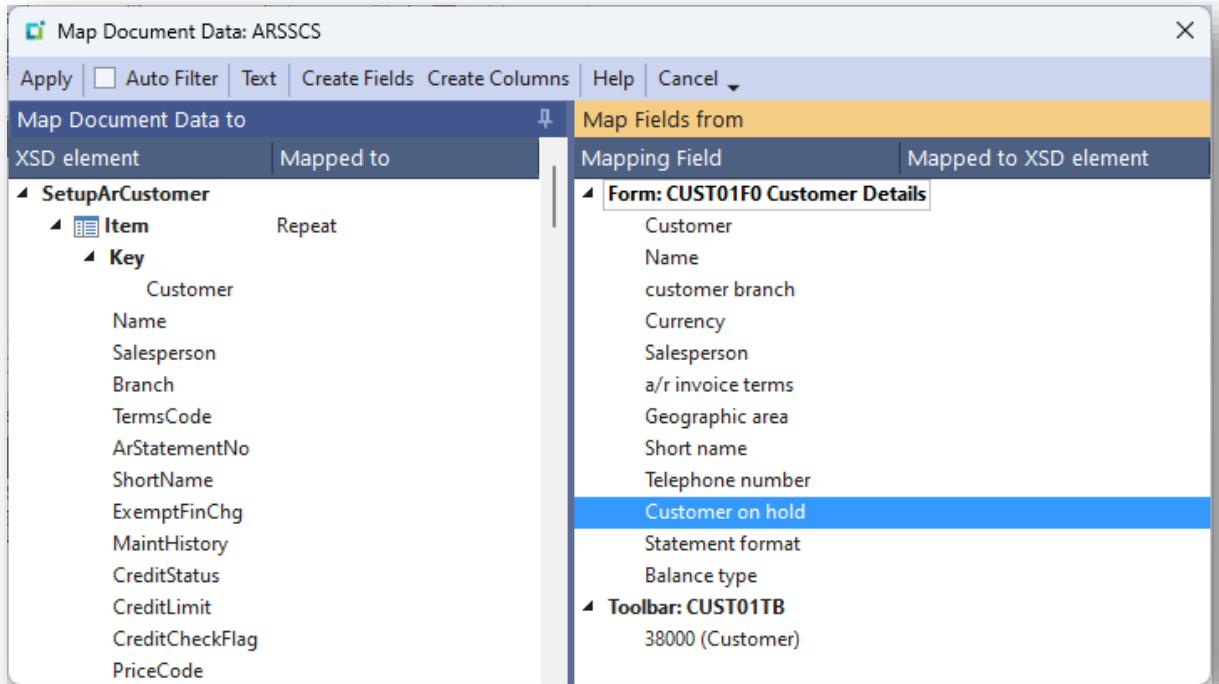 Map Document Data: ARSSCS
Apply Auto Filter Text Create Fields Create Columns Help Cancel
Map Document Data to
XSD element Mapped to
SetupArCustomer
Item Repeat
Key
Customer
Name
Salesperson
Branch
TermsCode
ArStatementNo
ShortName
ExemptFinChg
MaintHistory
CreditStatus
CreditLimit
CreditCheckFlag
PriceCode
Map Fields from
Mapping Field Mapped to XSD element
Form: CUST01F0 Customer Details
Customer
Name
customer branch
Currency
Salesperson
a/r invoice terms
Geographic area
Short name
Telephone number
Customer on hold
Statement format
Balance type
Toolbar: CUST01TB
38000 (Customer)